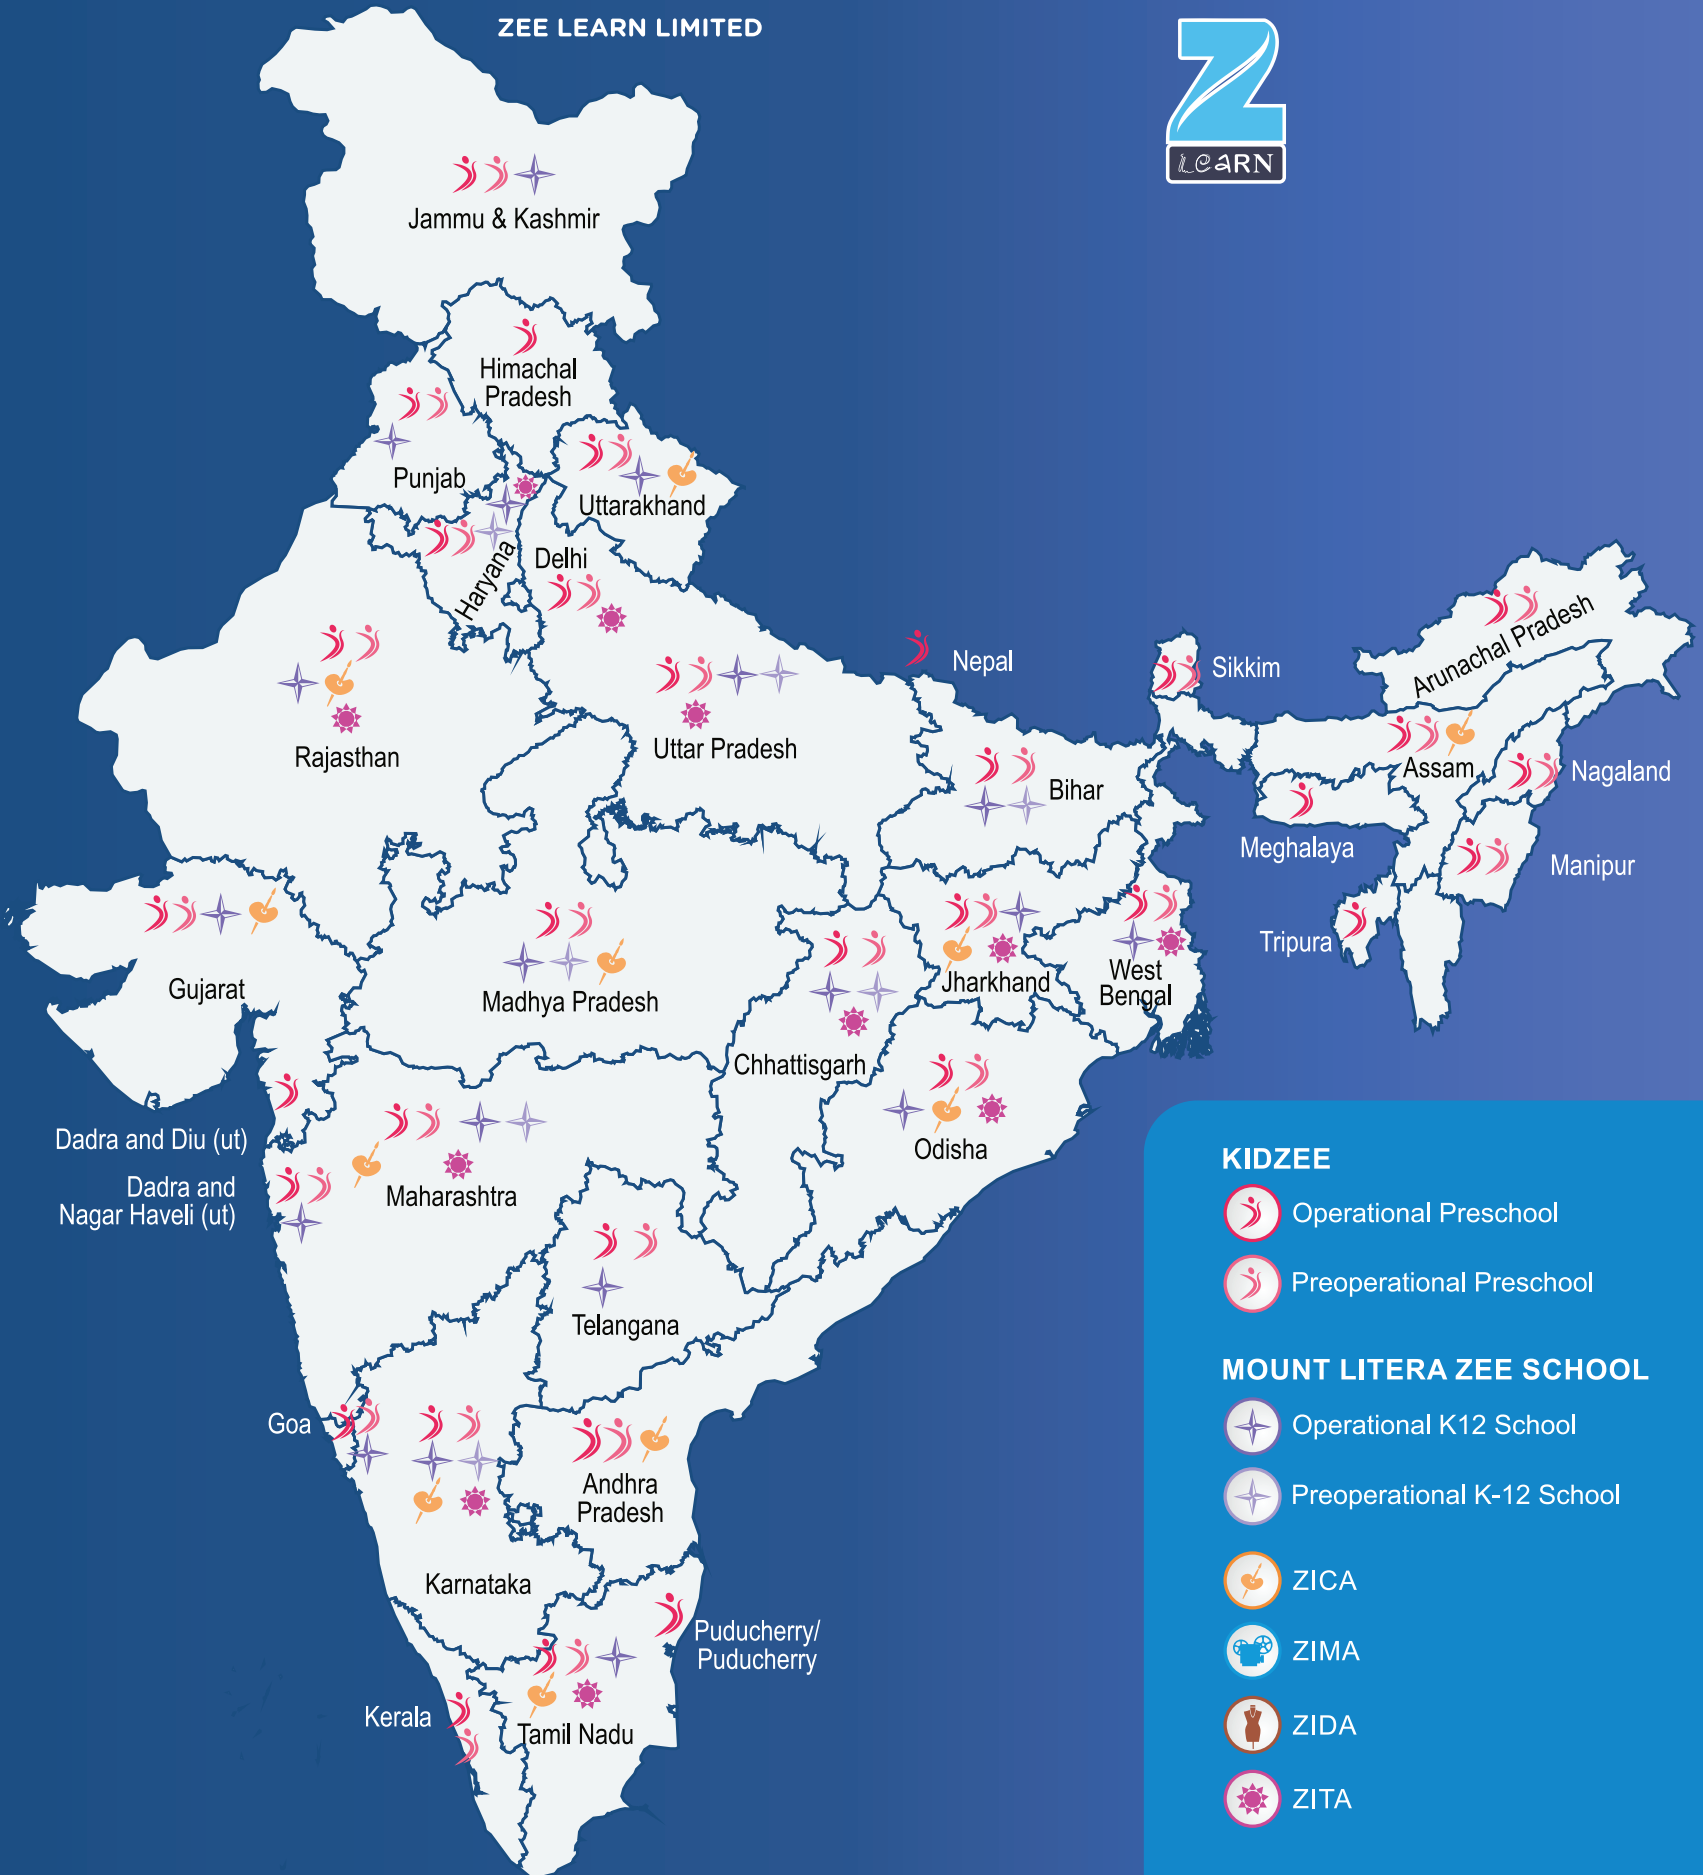 ZEE LEARN LIMITED
Z
LeaRN
Jammu & Kashmir
Himachal
Pradesh
Punjab
Uttarakhand
Haryana
Delhi
Nepal
Sikkim
Arunachal Pradesh
Rajasthan
Uttar Pradesh
Bihar
Assam
Nagaland
Meghalaya
Manipur
Tripura
Gujarat
Madhya Pradesh
Jharkhand
West
Bengal
Chhattisgarh
Odisha
Dadra and Diu (ut)
Dadra and
Nagar Haveli (ut)
Maharashtra
Telangana
Goa
Andhra
Pradesh
Karnataka
Puducherry/
Puducherry
Kerala
Tamil Nadu
KIDZEE
Operational Preschool
Preoperational Preschool
MOUNT LITERA ZEE SCHOOL
Operational K12 School
Preoperational K-12 School
ZICA
ZIMA
ZIDA
ZITA